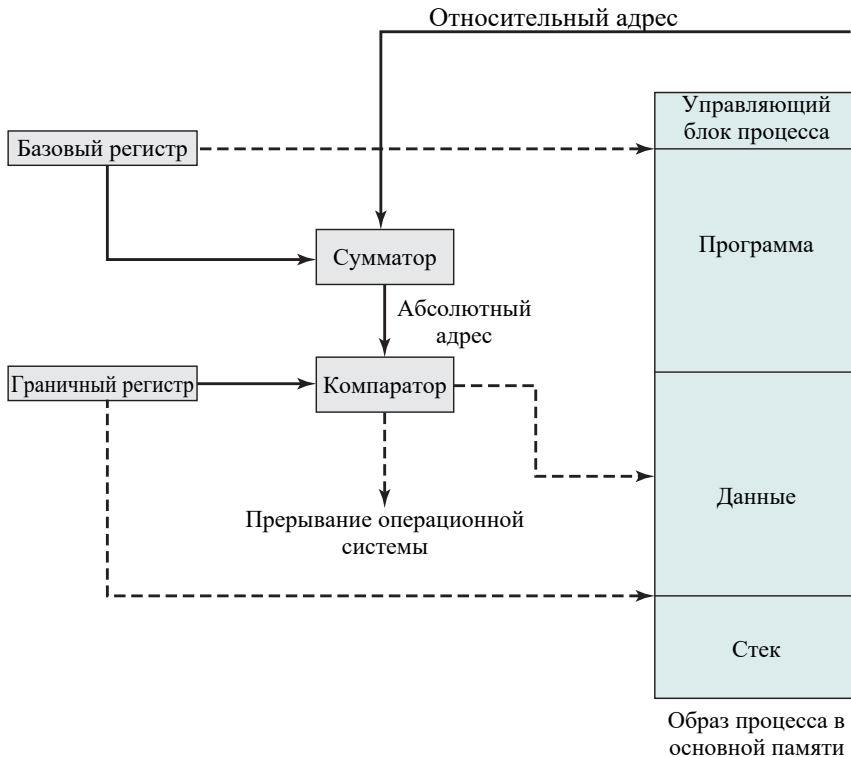 Относительный адрес
Управляющий
блок процесса
Базовый регистр
Программа
Сумматор
Абсолютный
адрес
Граничный регистр
Компаратор
Данные
Прерывание операционной
системы
Стек
Образ процесса в
основной памяти